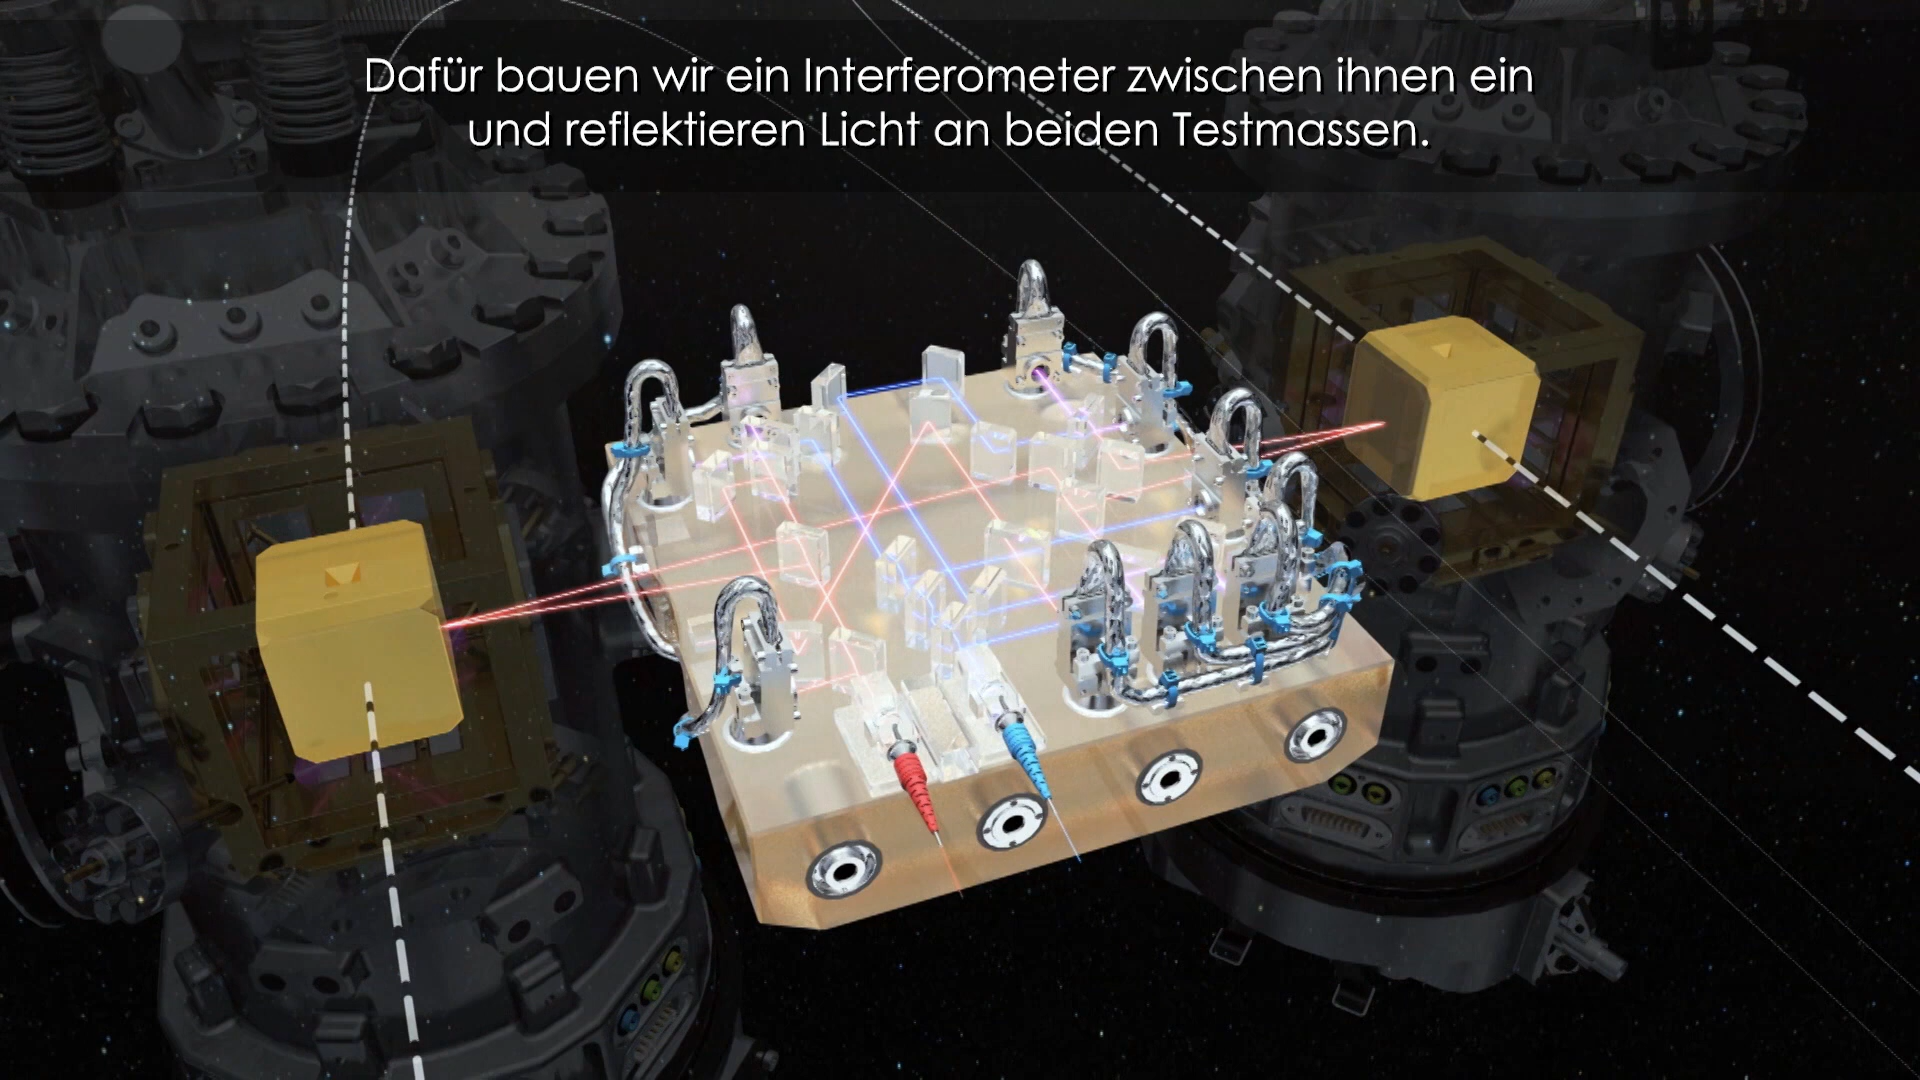 Dafür bauen wir ein Interferometer zwischen ihnen ein
und reflektieren Licht an beiden Testmassen.